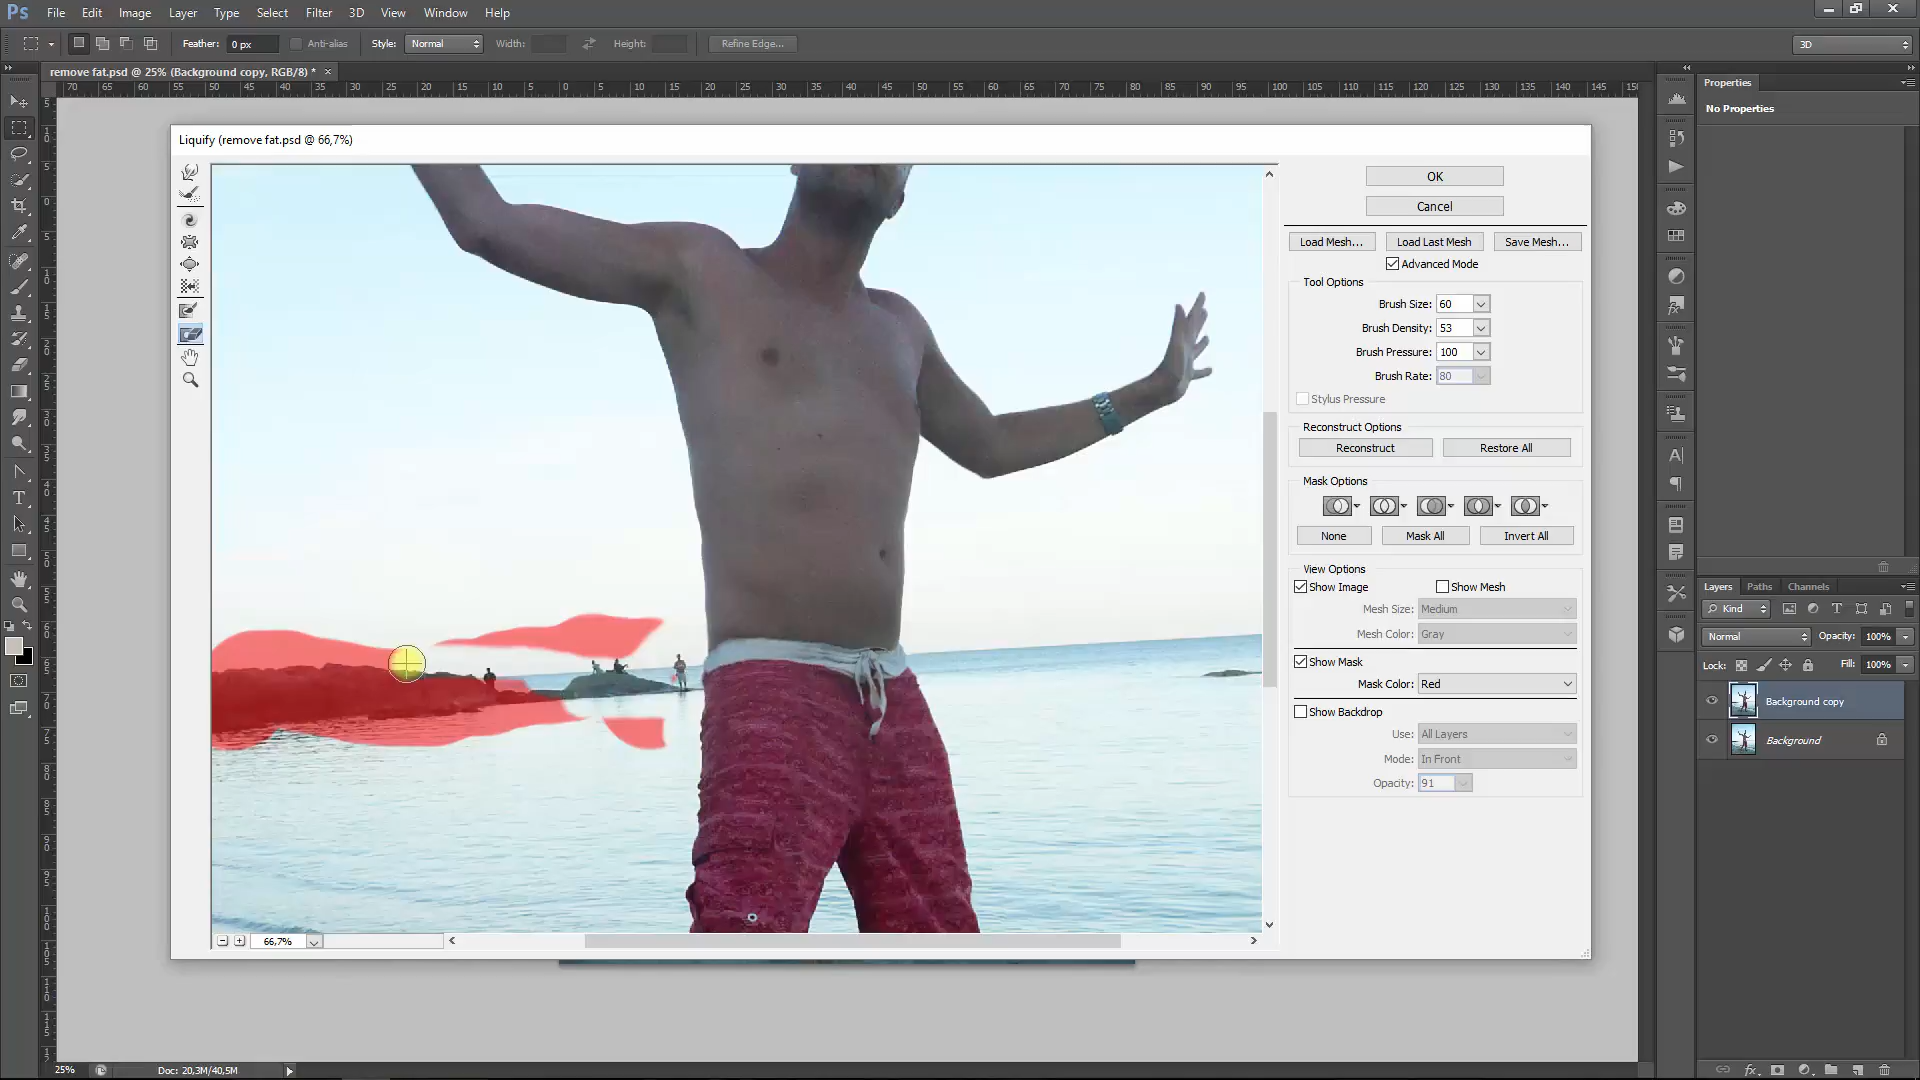 Ps File Edit Image Layer Type Select Filter 3D View Window Help
Feather: 0 px Anti-alias Style: Normal Width: Height: Refine Edge... 3D
remove fat.psd @ 25% (Background copy, RGB/8) * ×
Properties
No Properties
Liquify (remove fat.psd @ 66,7%)
OK
Cancel
Load Mesh... Load Last Mesh Save Mesh...
Advanced Mode
Tool Options
Brush Size: 60
Brush Density: 53
Brush Pressure: 100
Brush Rate: 80
Stylus Pressure
Reconstruct Options
Reconstruct Restore All
Mask Options
None Mask All Invert All
View Options
Show Image Show Mesh
Mesh Size: Medium
Mesh Color: Gray
Show Mask
Mask Color: Red
Show Backdrop
Use: All Layers
Mode: In Front
Opacity: 91
66,7%
Layers Paths Channels
Kind
Normal Opacity: 100%
Lock: Fill: 100%
Background copy
Background
25% Doc: 20,3M/40,5M